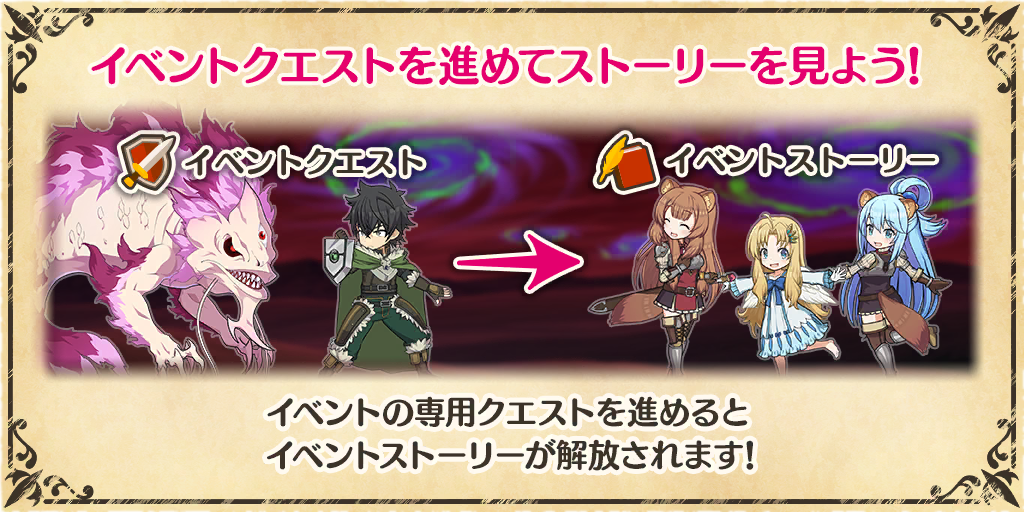 イベントクエストを進めてストーリーを見よう!
イベントクエスト
イベントストーリー
イベントの専用クエストを進めると
イベントストーリーが解放されます!